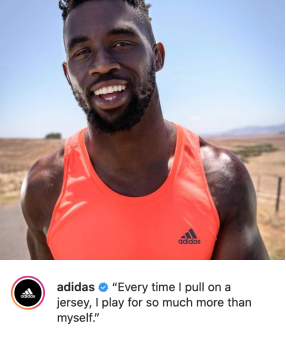 adidas
adidas
adidas “Every time I pull on a
jersey, I play for so much more than
myself.”